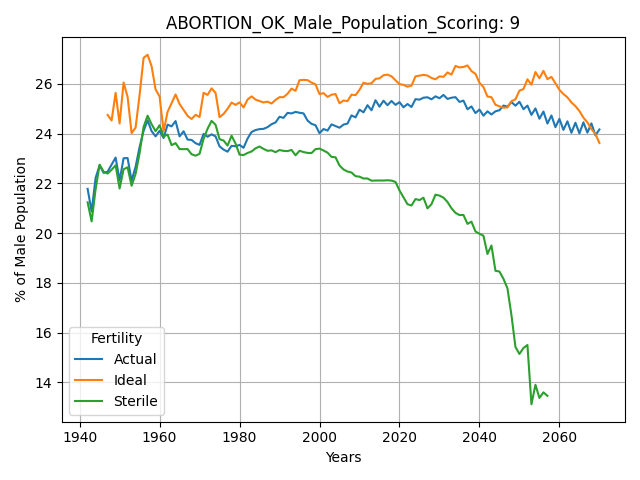 ABORTION_OK_Male_Population_Scoring: 9
% of Male Population
26
24
22
20
18
16
14
Fertility
Actual
Ideal
Sterile
1940
1960
1980
2000
2020
2040
2060
Years